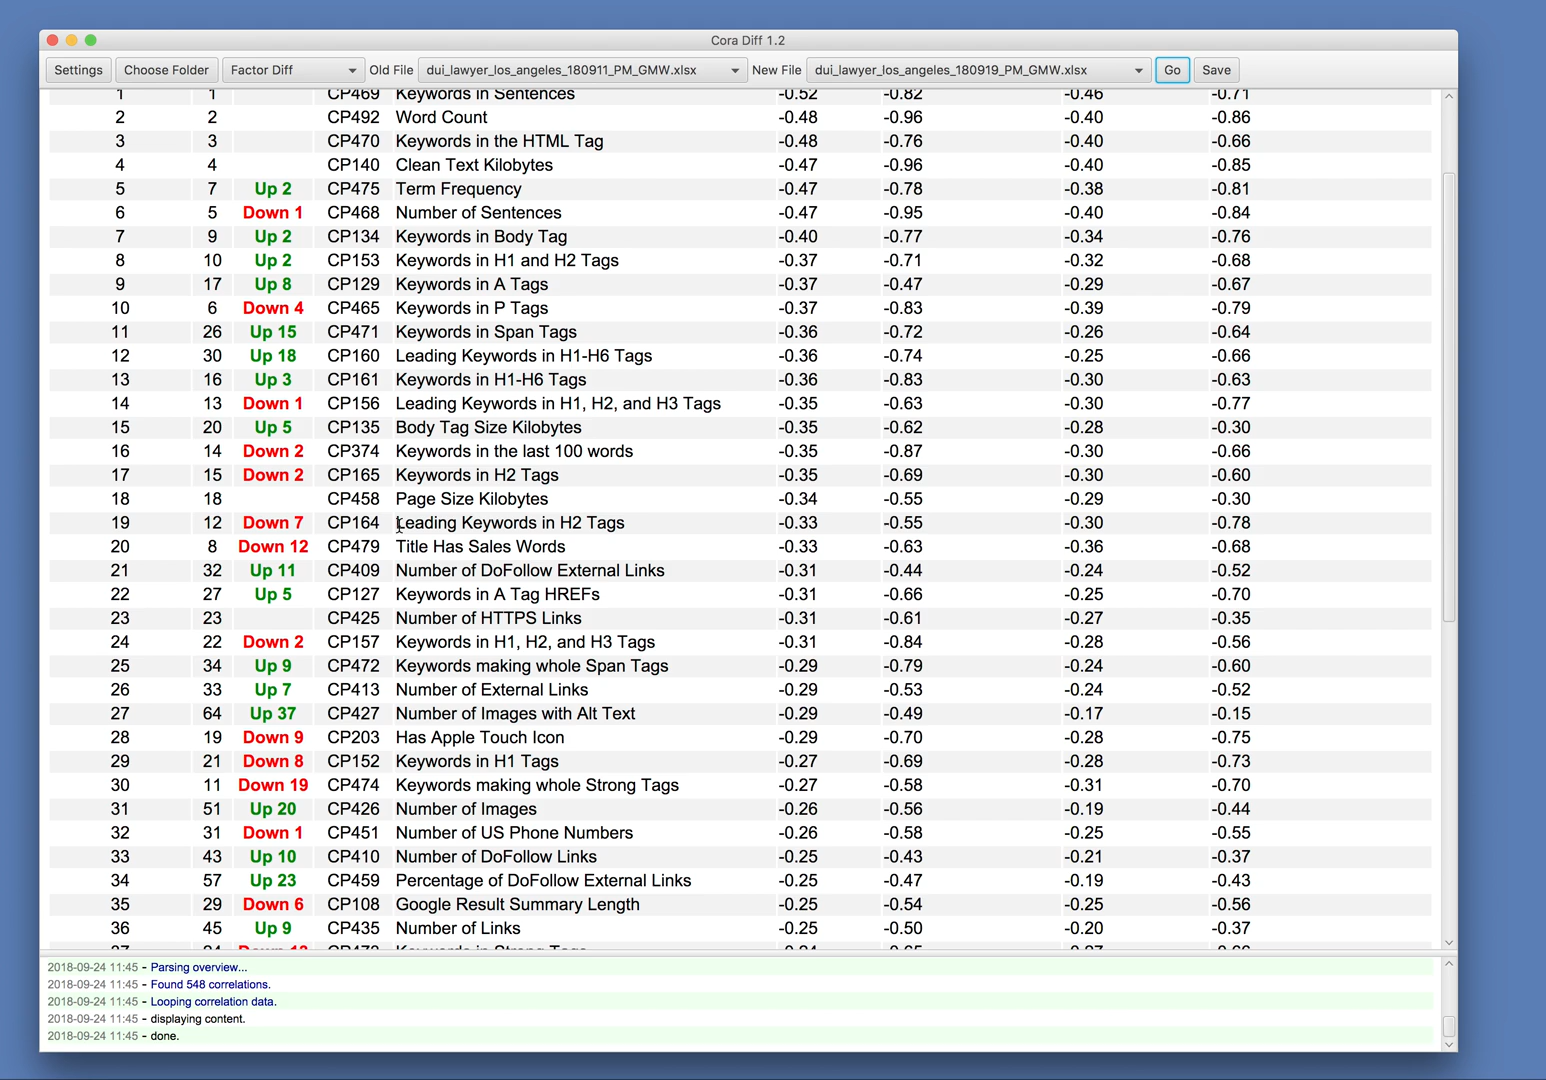 Cora Diff 1.2
Settings Choose Folder Factor Diff Old File dui_lawyer_los_angeles_180911_PM_GMW.xlsx New File dui_lawyer_los_angeles_180919_PM_GMW.xlsx Go Save
1 1 CP469 Keywords in Sentences -0.52 -0.82 -0.46 -0.71
2 2 CP492 Word Count -0.48 -0.96 -0.40 -0.86
3 3 CP470 Keywords in the HTML Tag -0.48 -0.76 -0.40 -0.66
4 4 CP140 Clean Text Kilobytes -0.47 -0.96 -0.40 -0.85
5 7 Up 2 CP475 Term Frequency -0.47 -0.78 -0.38 -0.81
6 5 Down 1 CP468 Number of Sentences -0.47 -0.95 -0.40 -0.84
7 9 Up 2 CP134 Keywords in Body Tag -0.40 -0.77 -0.34 -0.76
8 10 Up 2 CP153 Keywords in H1 and H2 Tags -0.37 -0.71 -0.32 -0.68
9 17 Up 8 CP129 Keywords in A Tags -0.37 -0.47 -0.29 -0.67
10 6 Down 4 CP465 Keywords in P Tags -0.37 -0.83 -0.39 -0.79
11 26 Up 15 CP471 Keywords in Span Tags -0.36 -0.72 -0.26 -0.64
12 30 Up 18 CP160 Leading Keywords in H1-H6 Tags -0.36 -0.74 -0.25 -0.66
13 16 Up 3 CP161 Keywords in H1-H6 Tags -0.36 -0.83 -0.30 -0.63
14 13 Down 1 CP156 Leading Keywords in H1, H2, and H3 Tags -0.35 -0.63 -0.30 -0.77
15 20 Up 5 CP135 Body Tag Size Kilobytes -0.35 -0.62 -0.28 -0.30
16 14 Down 2 CP374 Keywords in the last 100 words -0.35 -0.87 -0.30 -0.66
17 15 Down 2 CP165 Keywords in H2 Tags -0.35 -0.69 -0.30 -0.60
18 18 CP458 Page Size Kilobytes -0.34 -0.55 -0.29 -0.30
19 12 Down 7 CP164 Leading Keywords in H2 Tags -0.33 -0.55 -0.30 -0.78
20 8 Down 12 CP479 Title Has Sales Words -0.33 -0.63 -0.36 -0.68
21 32 Up 11 CP409 Number of DoFollow External Links -0.31 -0.44 -0.24 -0.52
22 27 Up 5 CP127 Keywords in A Tag HREFs -0.31 -0.66 -0.25 -0.70
23 23 CP425 Number of HTTPS Links -0.31 -0.61 -0.27 -0.35
24 22 Down 2 CP157 Keywords in H1, H2, and H3 Tags -0.31 -0.84 -0.28 -0.56
25 34 Up 9 CP472 Keywords making whole Span Tags -0.29 -0.79 -0.24 -0.60
26 33 Up 7 CP413 Number of External Links -0.29 -0.53 -0.24 -0.52
27 64 Up 37 CP427 Number of Images with Alt Text -0.29 -0.49 -0.17 -0.15
28 19 Down 9 CP203 Has Apple Touch Icon -0.29 -0.70 -0.28 -0.75
29 21 Down 8 CP152 Keywords in H1 Tags -0.27 -0.69 -0.28 -0.73
30 11 Down 19 CP474 Keywords making whole Strong Tags -0.27 -0.58 -0.31 -0.70
31 51 Up 20 CP426 Number of Images -0.26 -0.56 -0.19 -0.44
32 31 Down 1 CP451 Number of US Phone Numbers -0.26 -0.58 -0.25 -0.55
33 43 Up 10 CP410 Number of DoFollow Links -0.25 -0.43 -0.21 -0.37
34 57 Up 23 CP459 Percentage of DoFollow External Links -0.25 -0.47 -0.19 -0.43
35 29 Down 6 CP108 Google Result Summary Length -0.25 -0.54 -0.25 -0.56
36 45 Up 9 CP435 Number of Links -0.25 -0.50 -0.20 -0.37
2018-09-24 11:45 - Parsing overview...
2018-09-24 11:45 - Found 548 correlations.
2018-09-24 11:45 - Looping correlation data.
2018-09-24 11:45 - displaying content.
2018-09-24 11:45 - done.